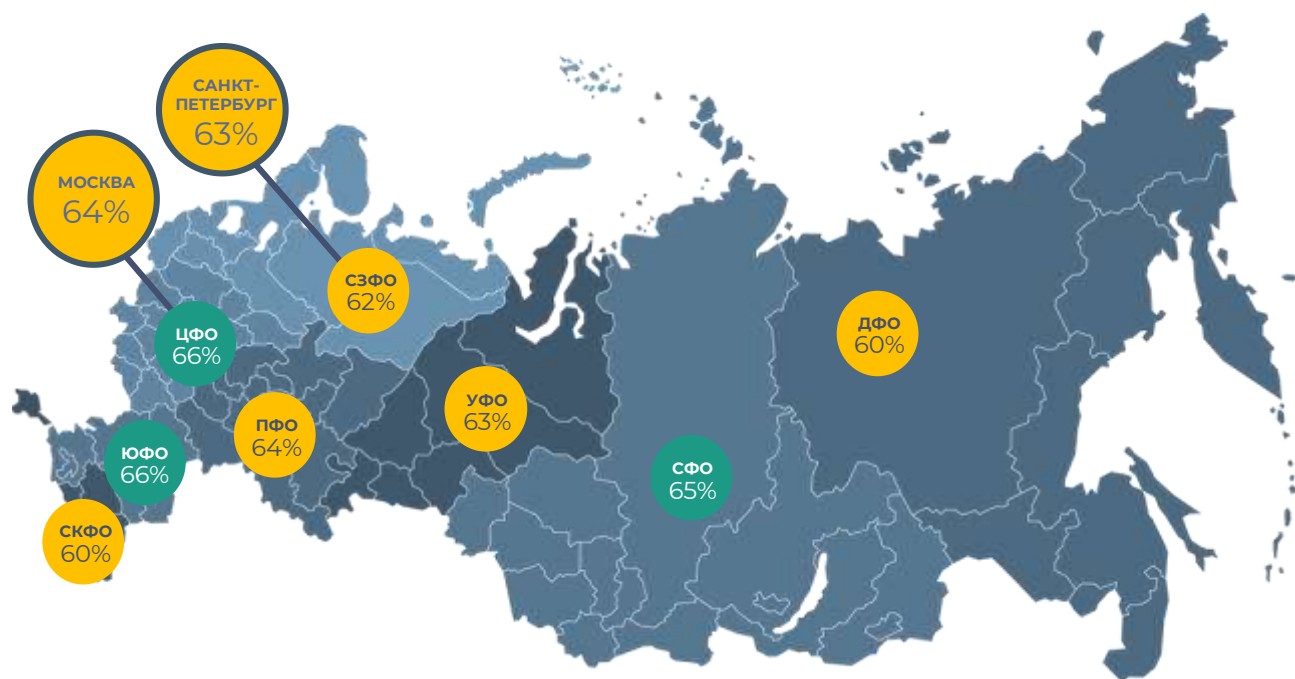 САНКТ-
ПЕТЕРБУРГ
63%
МОСКВА
64%
СЗФО
62%
ЦФО
66%
ДФО
60%
УФО
63%
ПФО
64%
ЮФО
66%
СФО
65%
СКФО
60%